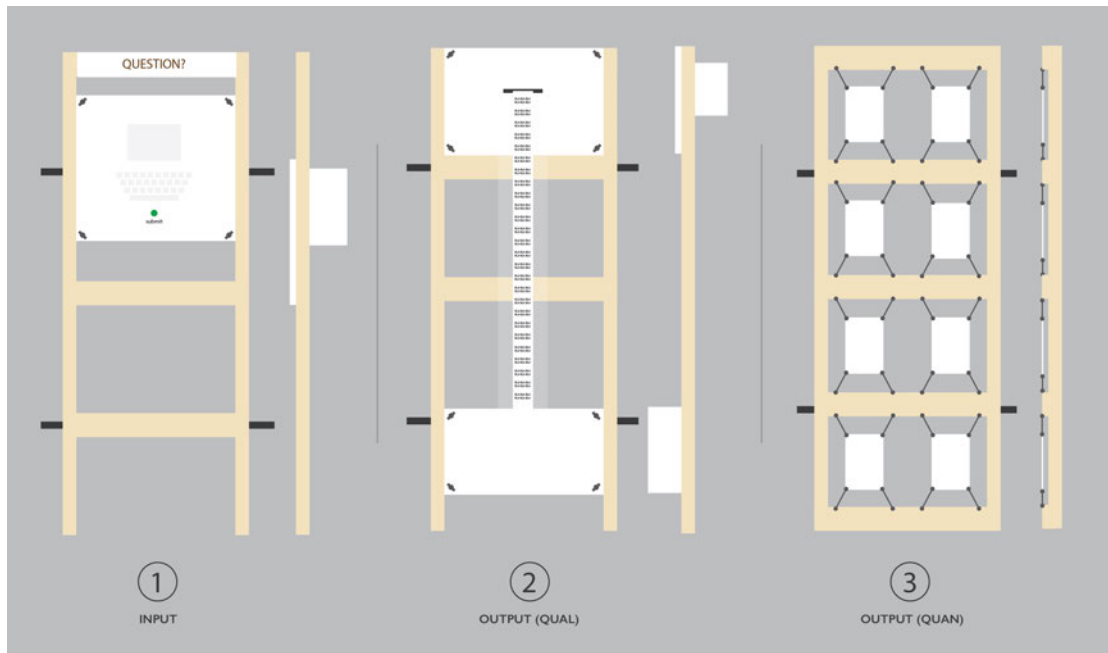 QUESTION?
submit
1
INPUT
2
OUTPUT (QUAL)
3
OUTPUT (QUAN)